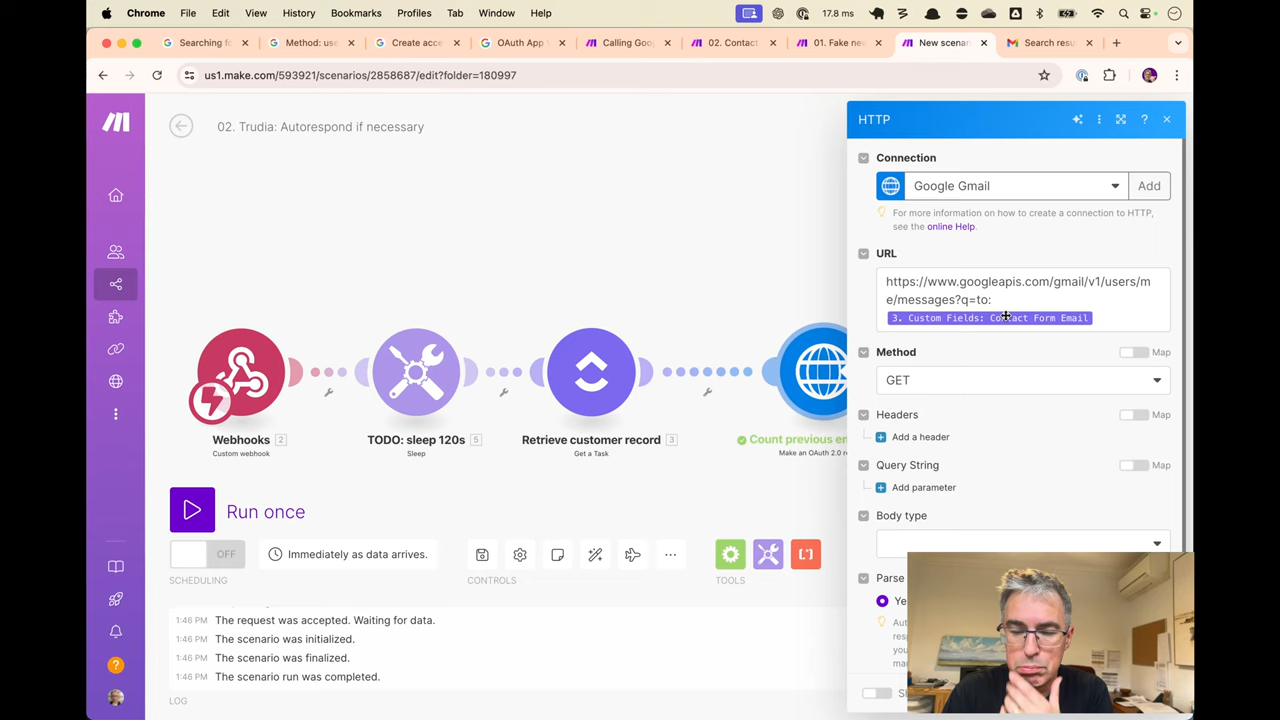 Chrome File Edit View History Bookmarks Profiles Tab Window Help 17.8 ms
Searching fo Method: use Create acce OAuth App V Calling Goog 02. Contact 01. Fake new New scenar Search resu
us1.make.com/593921/scenarios/2858687/edit?folder=180997
02. Trudia: Autorespond if necessary
HTTP
Connection
Google Gmail Add
For more information on how to create a connection to HTTP,
see the online Help.
URL
https://www.googleapis.com/gmail/v1/users/m
e/messages?q=to:
3. Custom Fields: Contact Form Email
Method Map
GET
Headers Map
Add a header
Query String Map
Add parameter
Body type
Parse
Ye
Webhooks 2
Custom webhook
TODO: sleep 120s 5
Sleep
Retrieve customer record 3
Get a Task
Count previous em
Make an OAuth 2.0 re
Run once
OFF
Immediately as data arrives.
SCHEDULING
CONTROLS
TOOLS
1:46 PM The request was accepted. Waiting for data.
1:46 PM The scenario was initialized.
1:46 PM The scenario was finalized.
1:46 PM The scenario run was completed.
LOG